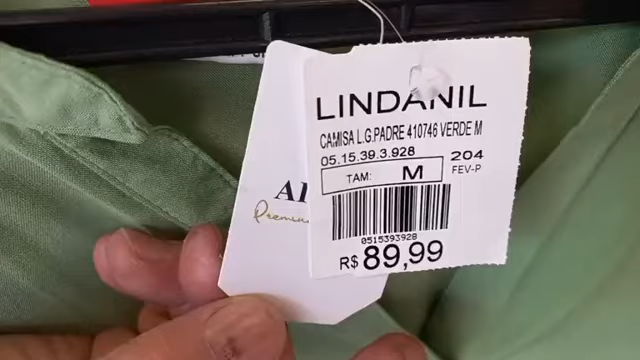 LINDANIL
CAMISA L.G.PADRE 410746 VERDE M
05.15.39.3.928
204
TAM: M
FEV-P
0515393928
R$ 89,99